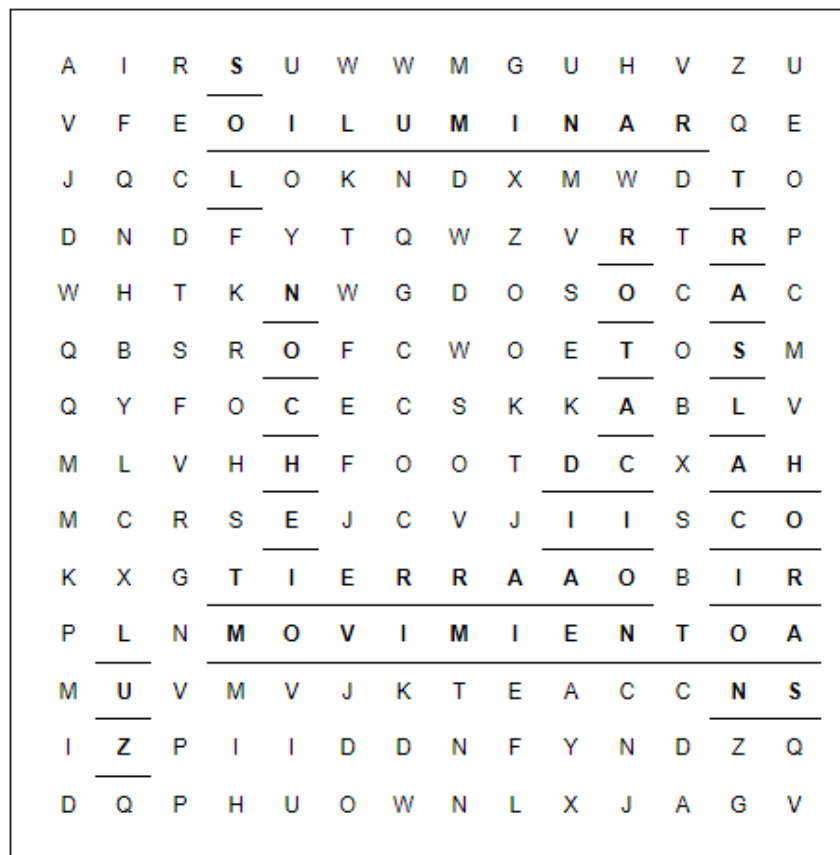 A I R S U W W M G U H V Z U
V F E O I L U M I N A R Q E
J Q C L O K N D X M W D T O
D N D F Y T Q W Z V R T R P
W H T K N W G D O S O C A C
Q B S R O F C W O E T O S M
Q Y F O C E C S K K A B L V
M L V H H F O O T D C X A H
M C R S E J C V J I I S C O
K X G T I E R R A A O B I R
P L N M O V I M I E N T O A
M U V M V J K T E A C C N S
I Z P I I D D N F Y N D Z Q
D Q P H U O W N L X J A G V